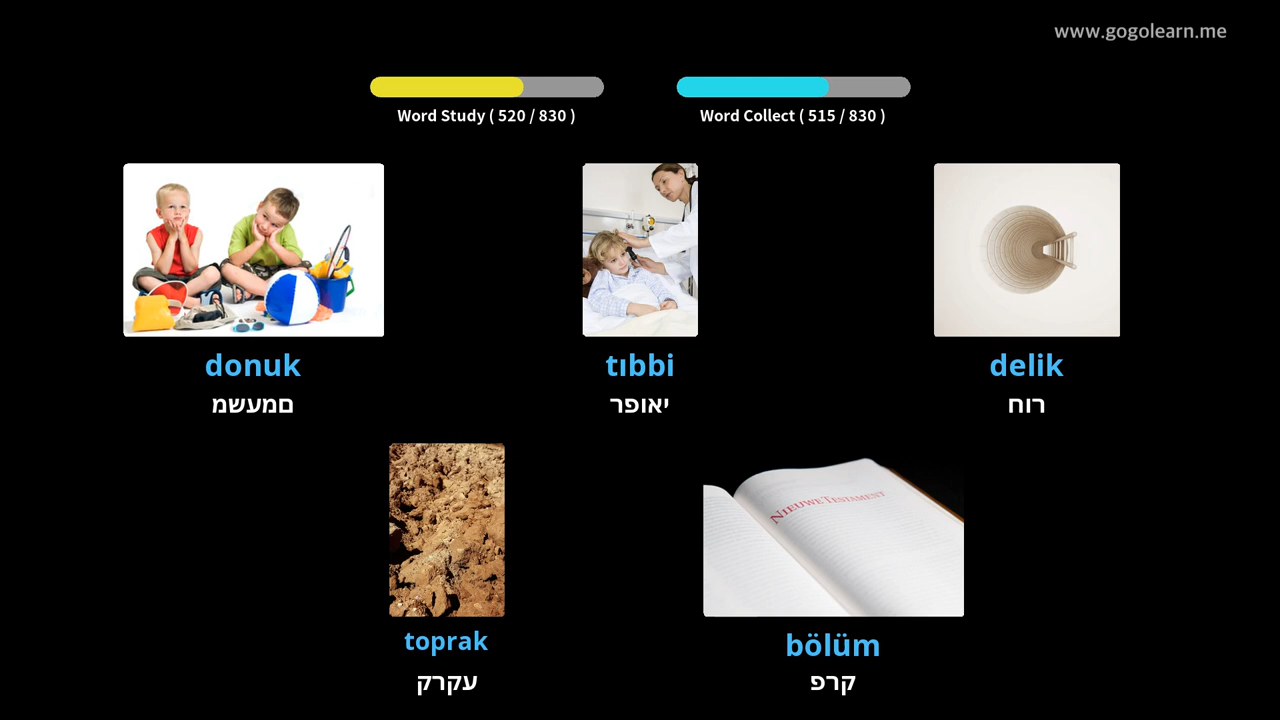 www.gogolearn.me
Word Study ( 520 / 830 )
Word Collect ( 515 / 830 )
donuk
םמעשמ
tıbbi
יאופר
delik
רוח
toprak
עקרק
bölüm
קרפ
NIEUWE TESTAMENT